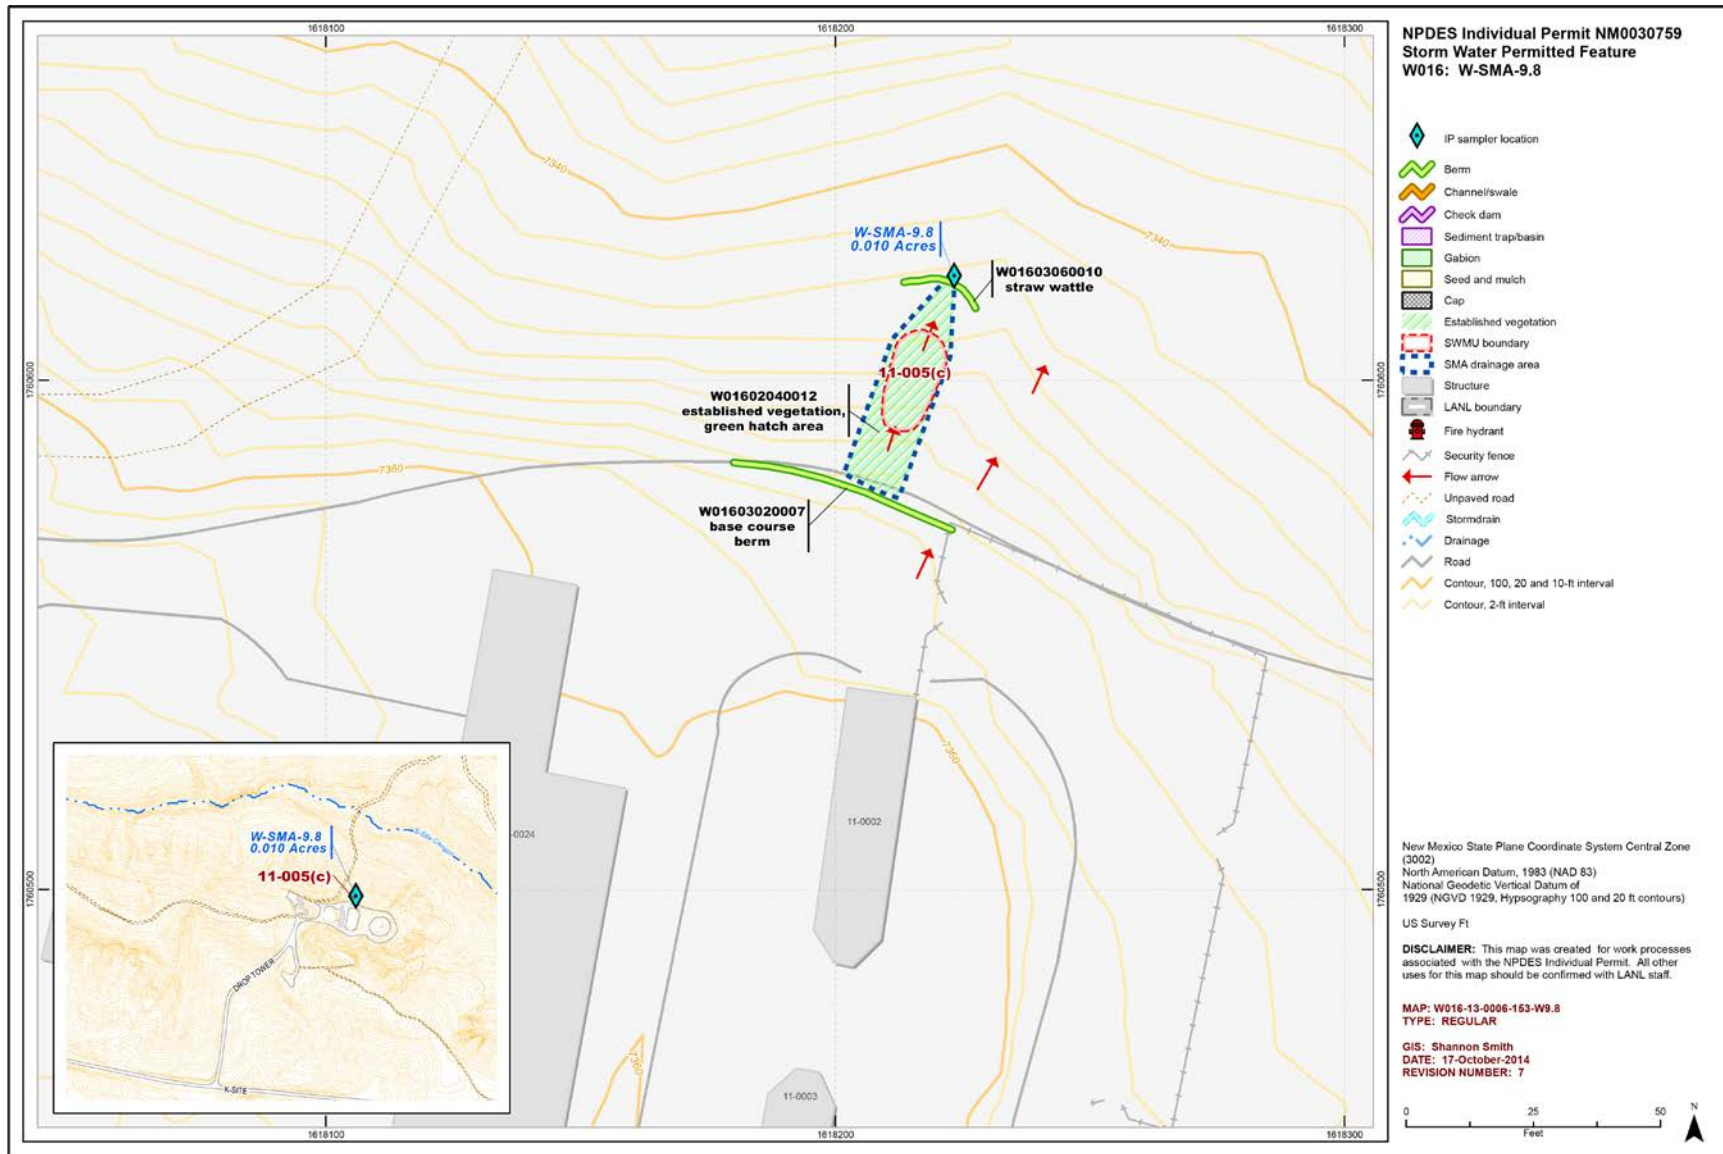 1618100
1618200
1618300
NPDES Individual Permit NM0030759
Storm Water Permitted Feature
W016: W-SMA-9.8
IP sampler location
Berm
Channel/swale
Check dam
Sediment trap/basin
Gabion
Seed and mulch
Cap
Established vegetation
SWMU boundary
SMA drainage area
Structure
LANL boundary
Fire hydrant
Security fence
Flow arrow
Unpaved road
Stormdrain
Drainage
Road
Contour, 100, 20 and 10-ft interval
Contour, 2-ft interval
7340
7340
W-SMA-9.8
0.010 Acres
W01603060010
straw wattle
1760600
1760600
11-005(c)
W01602040012
established vegetation,
green hatch area
7360
W01603020007
base course
berm
7360
11-0002
-0024
W-SMA-9.8
0.010 Acres
11-005(c)
DROP TOWER
K-SITE
1760500
1760500
7360
11-0003
New Mexico State Plane Coordinate System Central Zone
(3002)
North American Datum, 1983 (NAD 83)
National Geodetic Vertical Datum of
1929 (NGVD 1929, Hypsography 100 and 20 ft contours)
US Survey Ft
DISCLAIMER: This map was created for work processes
associated with the NPDES Individual Permit. All other
uses for this map should be confirmed with LANL staff.
MAP: W016-13-0006-153-W9.8
TYPE: REGULAR
GIS: Shannon Smith
DATE: 17-October-2014
REVISION NUMBER: 7
0 25 50
Feet
N
1618100
1618200
1618300